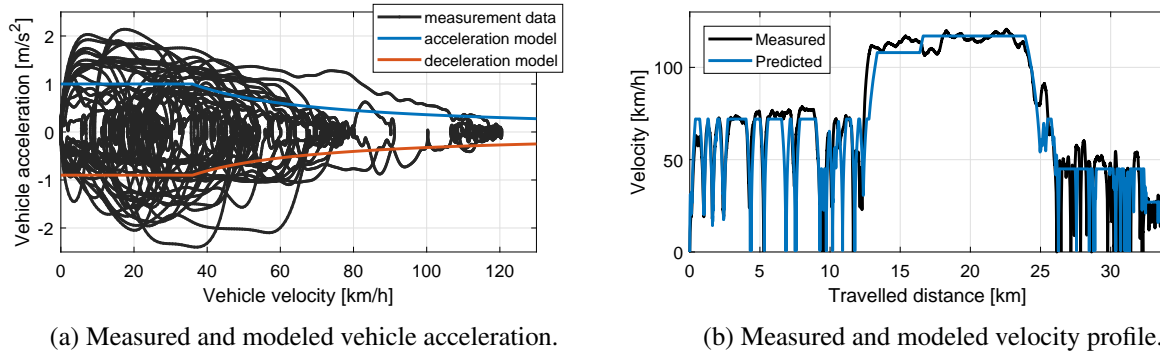 measurement data
acceleration model
deceleration model
Vehicle acceleration [m/s²]
2
1
0
-1
-2
0 20 40 60 80 100 120
Vehicle velocity [km/h]
(a) Measured and modeled vehicle acceleration.
Measured
Predicted
Velocity [km/h]
100
50
0
0 5 10 15 20 25 30
Travelled distance [km]
(b) Measured and modeled velocity profile.